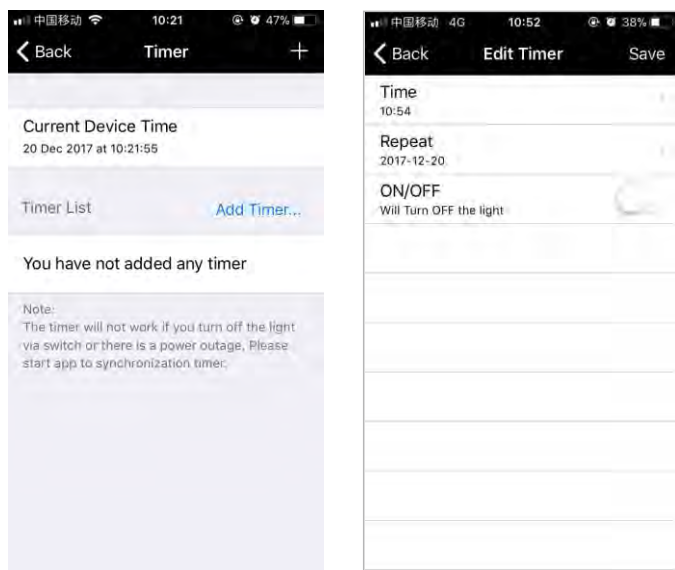 中国移动 10:21 47%
Back Timer +
Current Device Time
20 Dec 2017 at 10:21:55
Timer List Add Timer...
You have not added any timer
Note:
The timer will not work if you turn off the light
via switch or there is a power outage, Please
start app to synchronization timer.
中国移动 4G 10:52 38%
Back Edit Timer Save
Time
10:54
Repeat
2017-12-20
ON/OFF
Will Turn OFF the light